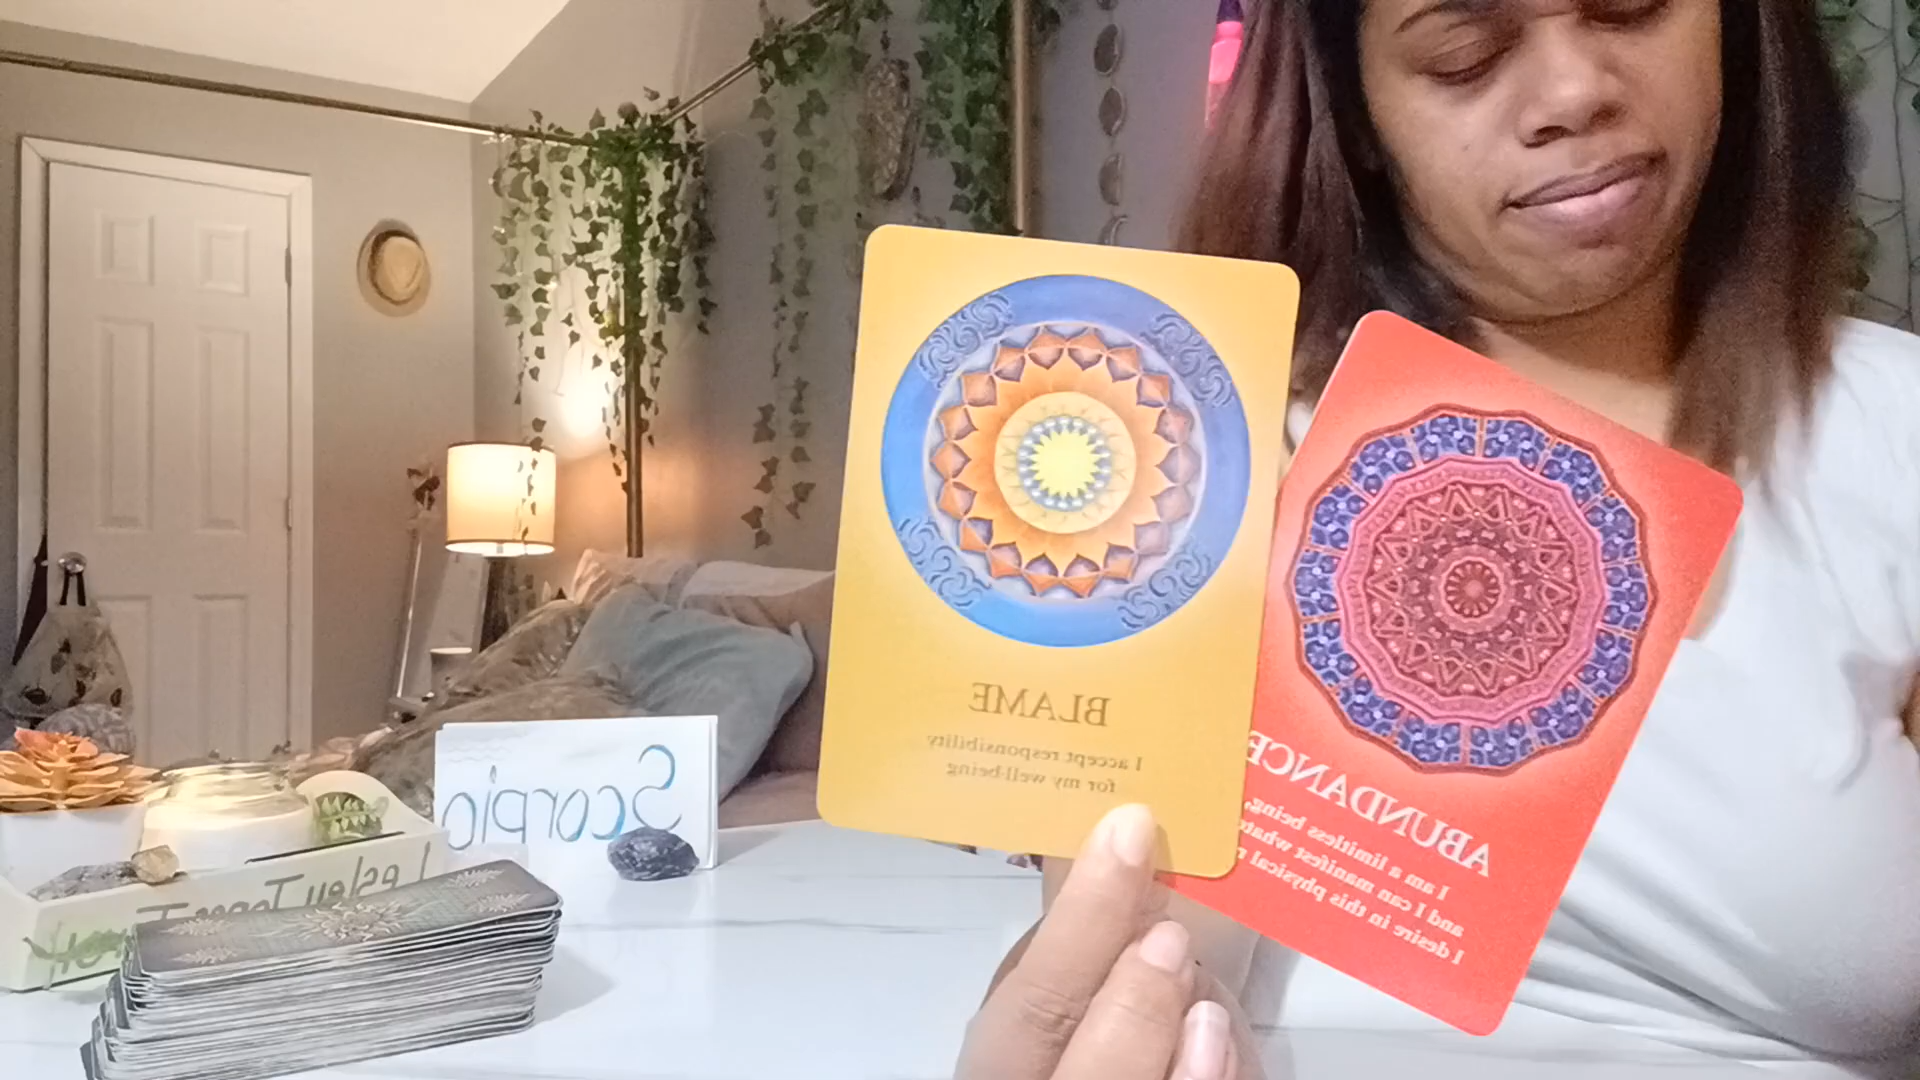 BLAME
I accept responsibility
for my well-being
ABUNDANCE
I am a limitless being,
and I can manifest
I desire in this physical
Scorpio
Lesley